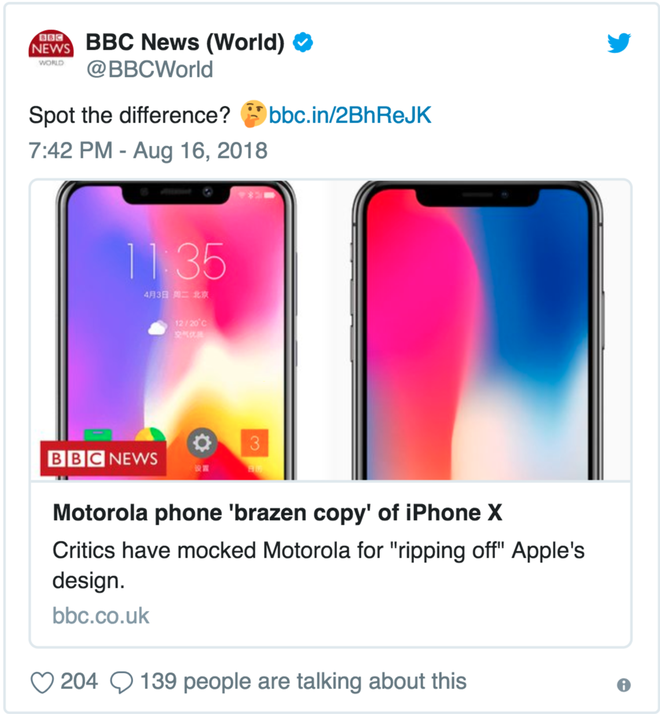 BBC
NEWS
WORLD
BBC News (World)
@BBCWorld
Spot the difference? 🤔bbc.in/2BhReJK
7:42 PM - Aug 16, 2018
11:35
4月3日 周二 北京
12 / 20°C
设置
3
BBC NEWS
Motorola phone 'brazen copy' of iPhone X
Critics have mocked Motorola for "ripping off" Apple's
design.
bbc.co.uk
204 139 people are talking about this